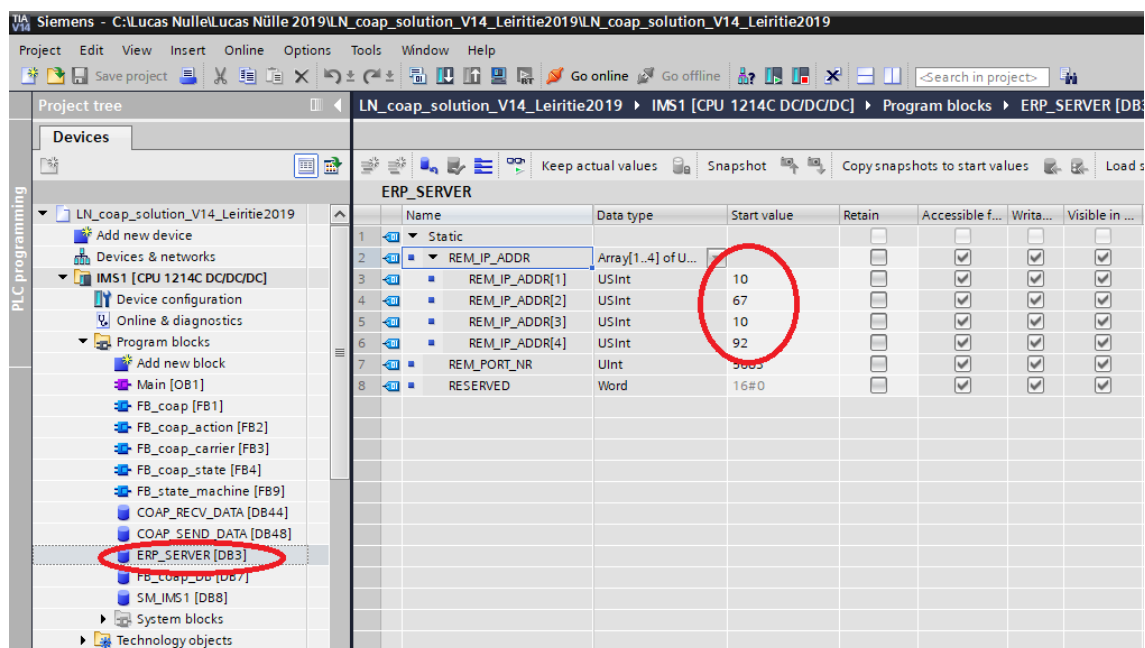 Siemens - C:\Lucas Nulle\Lucas Nülle 2019\LN_coap_solution_V14_Leiritie2019\LN_coap_solution_V14_Leiritie2019
Project Edit View Insert Online Options Tools Window Help
Save project Go online Go offline <Search in project>
Project tree
LN_coap_solution_V14_Leiritie2019 IMS1 [CPU 1214C DC/DC/DC] Program blocks ERP_SERVER [DB3
Devices
Keep actual values Snapshot Copy snapshots to start values Load s
PLC programming
ERP_SERVER
LN_coap_solution_V14_Leiritie2019
Add new device
Devices & networks
IMS1 [CPU 1214C DC/DC/DC]
Device configuration
Online & diagnostics
Program blocks
Add new block
Main [OB1]
FB_coap [FB1]
FB_coap_action [FB2]
FB_coap_carrier [FB3]
FB_coap_state [FB4]
FB_state_machine [FB9]
COAP_RECV_DATA [DB44]
COAP_SEND_DATA [DB48]
ERP_SERVER [DB3]
FB_coap_DB [DB7]
SM_IMS1 [DB8]
System blocks
Technology objects
Name Data type Start value Retain Accessible f... Writa... Visible in ...
1 Static
2 REM_IP_ADDR Array[1..4] of U...
3 REM_IP_ADDR[1] USInt 10
4 REM_IP_ADDR[2] USInt 67
5 REM_IP_ADDR[3] USInt 10
6 REM_IP_ADDR[4] USInt 92
7 REM_PORT_NR UInt
8 RESERVED Word 16#0